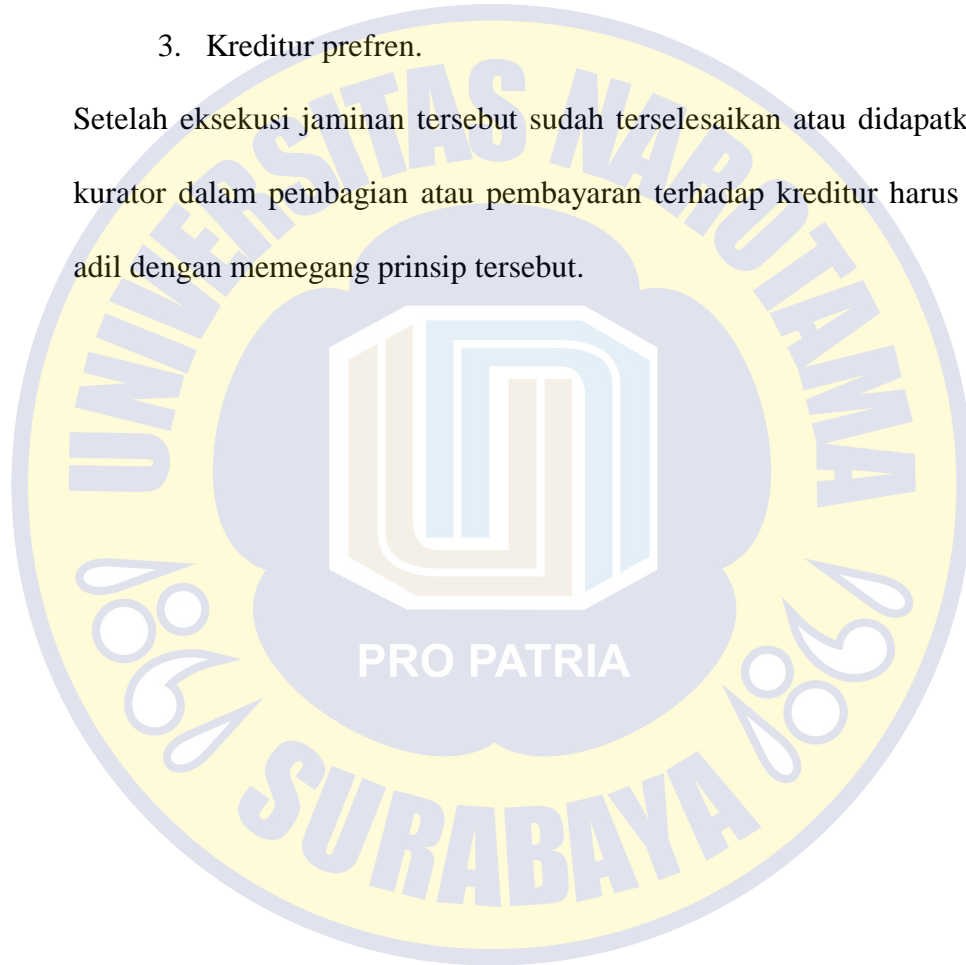 3. Kreditur prefren.
Setelah eksekusi jaminan tersebut sudah terselesaikan atau didapatk
kurator dalam pembagian atau pembayaran terhadap kreditur harus
adil dengan memegang prinsip tersebut.
UNIVERSITAS NAROTAMA
PRO PATRIA
SURABAYA